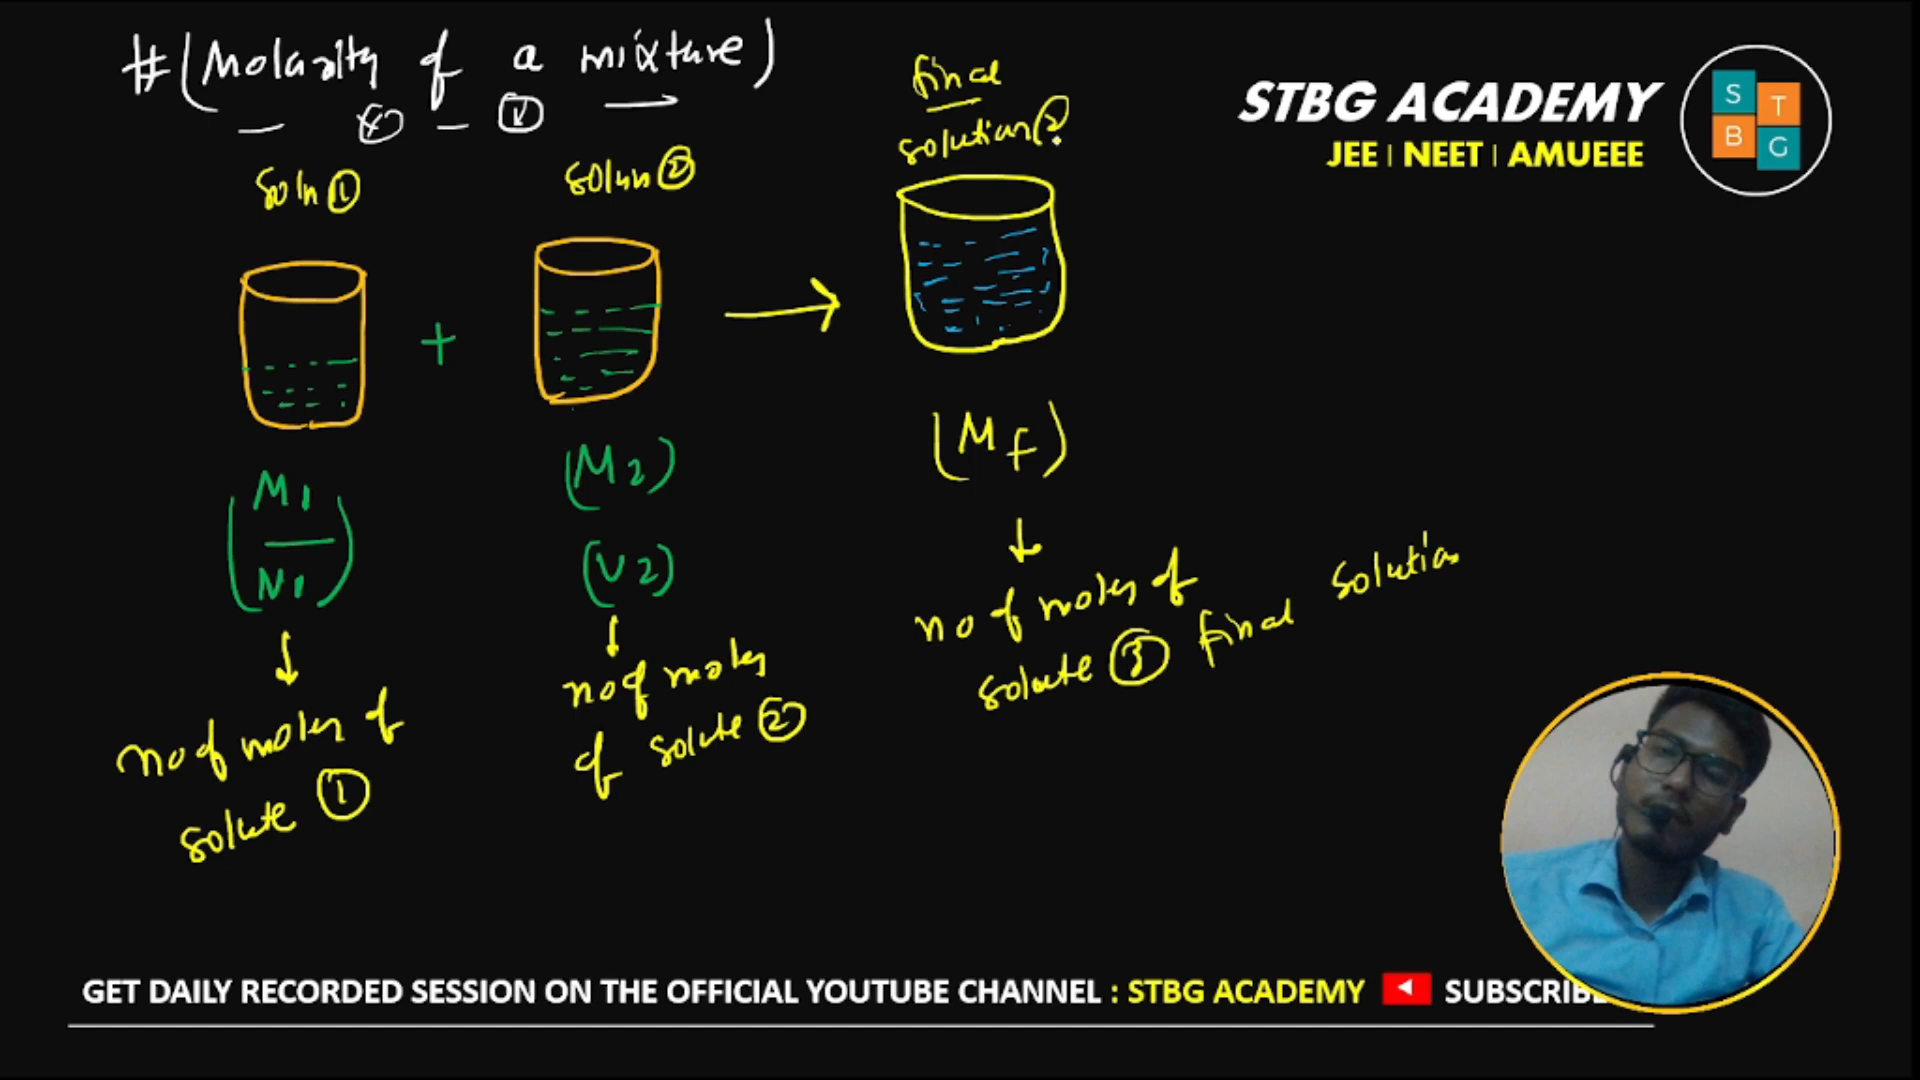 #(Molarity of a mixture)
final
solution(?)
soln ①
solun ②
+
(M1
V1)
(M2)
(V2)
(Mf)
no of moles of
solute ①
no of moles
of solute ②
no of moles of
solute ③ final solution
STBG ACADEMY
JEE | NEET | AMUEEE
S T
B G
GET DAILY RECORDED SESSION ON THE OFFICIAL YOUTUBE CHANNEL : STBG ACADEMY SUBSCRIBE